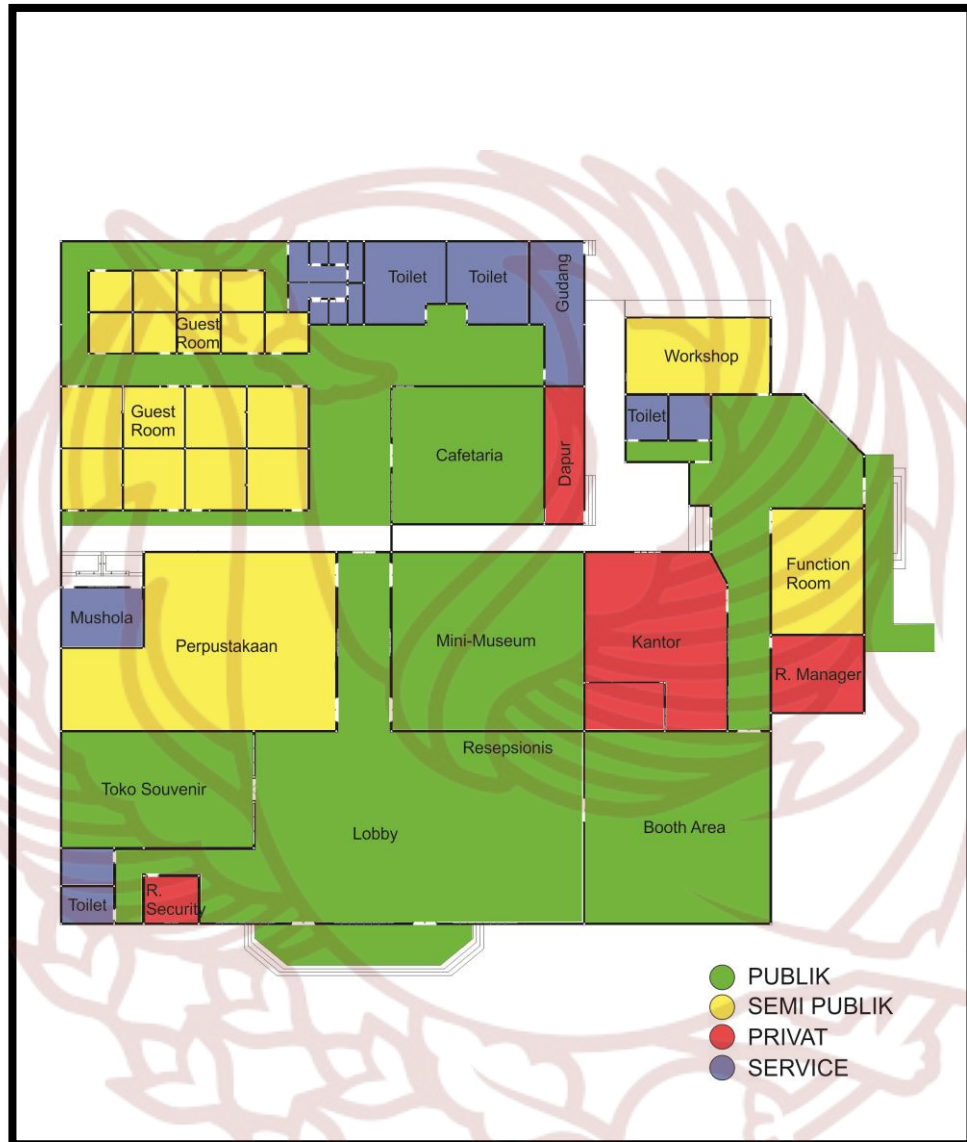 Toilet
Toilet
Gudang
Guest
Room
Workshop
Guest
Room
Toilet
Cafetaria
Dapur
Function
Room
Mushola
Perpustakaan
Mini-Museum
Kantor
R. Manager
Resepsionis
Toko Souvenir
Lobby
Booth Area
R.
Security
Toilet
PUBLIK
SEMI PUBLIK
PRIVAT
SERVICE